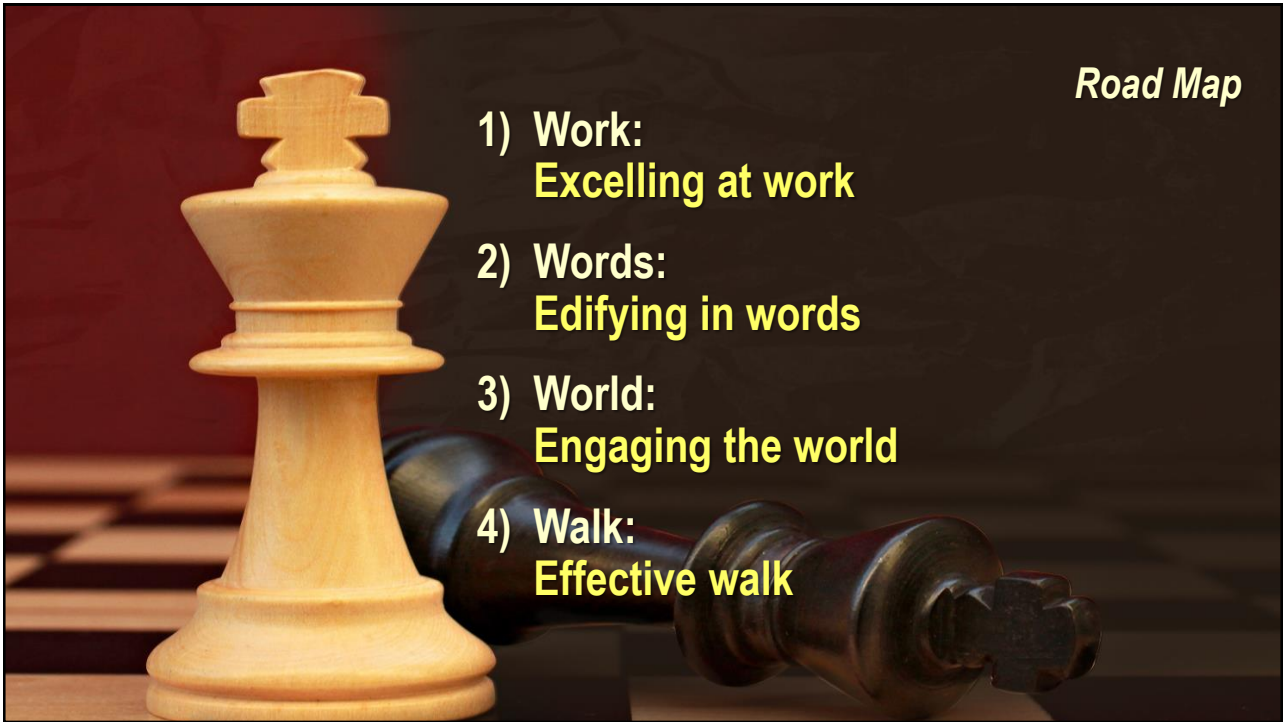 Road Map
1) Work:
Excelling at work
2) Words:
Edifying in words
3) World:
Engaging the world
4) Walk:
Effective walk